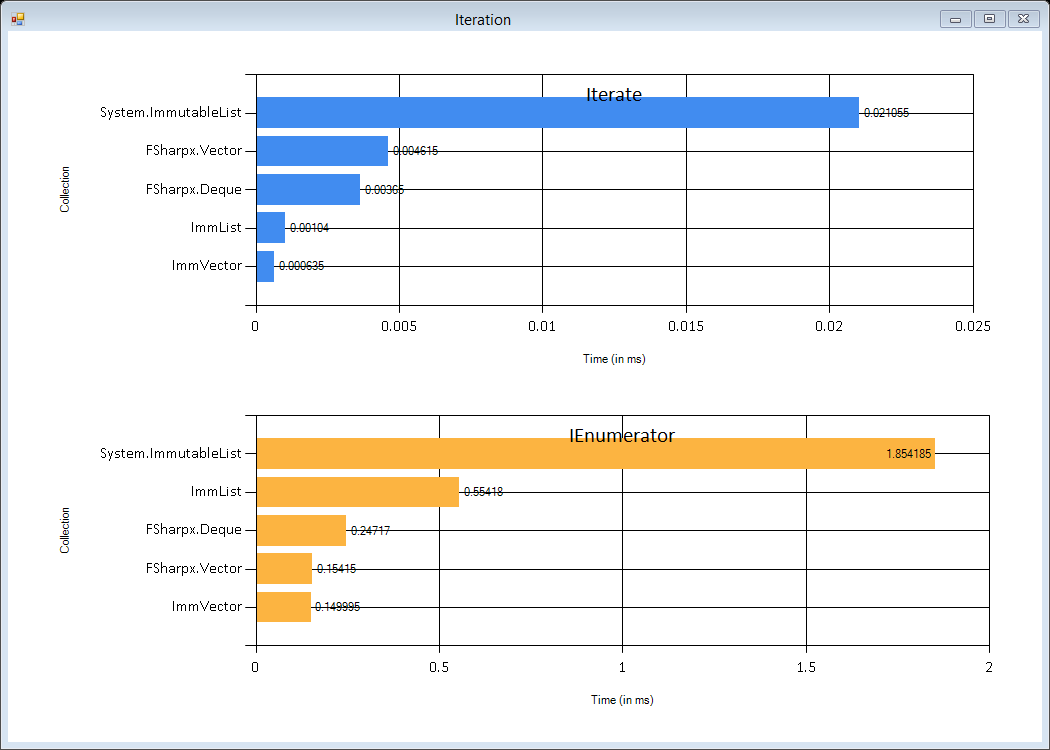 Iteration
Iterate
System.ImmutableList
0.021055
FSharpx.Vector
0.004615
FSharpx.Deque
0.00365
ImmList
0.00104
ImmVector
0.000635
Collection
0 0.005 0.01 0.015 0.02 0.025
Time (in ms)
IEnumerator
System.ImmutableList
1.854185
ImmList
0.55418
FSharpx.Deque
0.24717
FSharpx.Vector
0.15415
ImmVector
0.149995
Collection
0 0.5 1 1.5 2
Time (in ms)